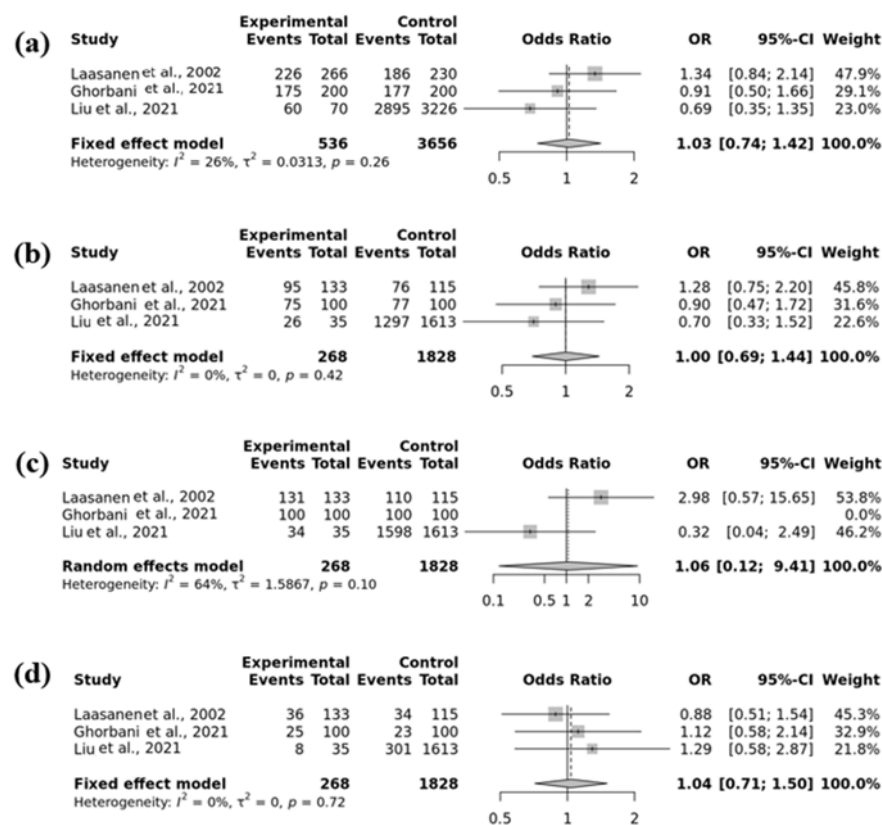 (a)
Experimental Control
Study Events Total Events Total Odds Ratio OR 95%-CI Weight
Laasanen et al., 2002 226 266 186 230 1.34 [0.84; 2.14] 47.9%
Ghorbani et al., 2021 175 200 177 200 0.91 [0.50; 1.66] 29.1%
Liu et al., 2021 60 70 2895 3226 0.69 [0.35; 1.35] 23.0%
Fixed effect model 536 3656 1.03 [0.74; 1.42] 100.0%
Heterogeneity: I² = 26%, τ² = 0.0313, p = 0.26
0.5 1 2
(b)
Experimental Control
Study Events Total Events Total Odds Ratio OR 95%-CI Weight
Laasanen et al., 2002 95 133 76 115 1.28 [0.75; 2.20] 45.8%
Ghorbani et al., 2021 75 100 77 100 0.90 [0.47; 1.72] 31.6%
Liu et al., 2021 26 35 1297 1613 0.70 [0.33; 1.52] 22.6%
Fixed effect model 268 1828 1.00 [0.69; 1.44] 100.0%
Heterogeneity: I² = 0%, τ² = 0, p = 0.42
0.5 1 2
(c)
Experimental Control
Study Events Total Events Total Odds Ratio OR 95%-CI Weight
Laasanen et al., 2002 131 133 110 115 2.98 [0.57; 15.65] 53.8%
Ghorbani et al., 2021 100 100 100 100 0.0%
Liu et al., 2021 34 35 1598 1613 0.32 [0.04; 2.49] 46.2%
Random effects model 268 1828 1.06 [0.12; 9.41] 100.0%
Heterogeneity: I² = 64%, τ² = 1.5867, p = 0.10
0.1 0.5 1 2 10
(d)
Experimental Control
Study Events Total Events Total Odds Ratio OR 95%-CI Weight
Laasanen et al., 2002 36 133 34 115 0.88 [0.51; 1.54] 45.3%
Ghorbani et al., 2021 25 100 23 100 1.12 [0.58; 2.14] 32.9%
Liu et al., 2021 8 35 301 1613 1.29 [0.58; 2.87] 21.8%
Fixed effect model 268 1828 1.04 [0.71; 1.50] 100.0%
Heterogeneity: I² = 0%, τ² = 0, p = 0.72
0.5 1 2